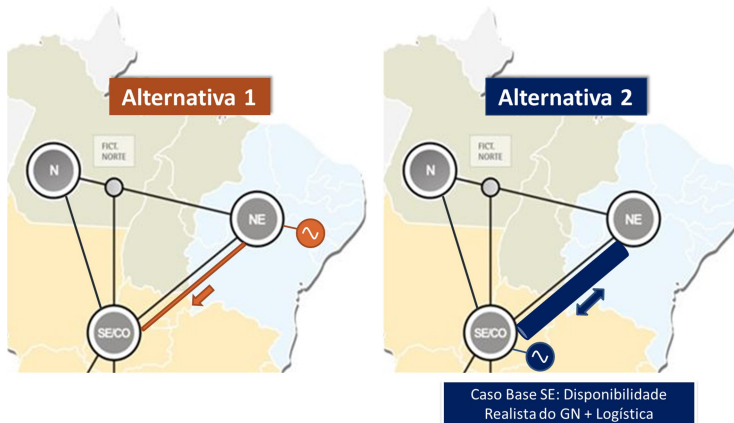 Alternativa 1
FICT.
NORTE
N
NE
SE/CO
Alternativa 2
FICT.
NORTE
N
NE
SE/CO
Caso Base SE: Disponibilidade
Realista do GN + Logística